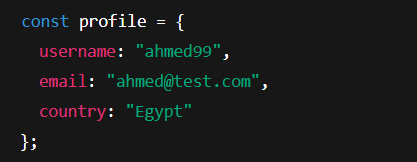 const profile = {
  username: "ahmed99",
  email: "ahmed@test.com",
  country: "Egypt"
};